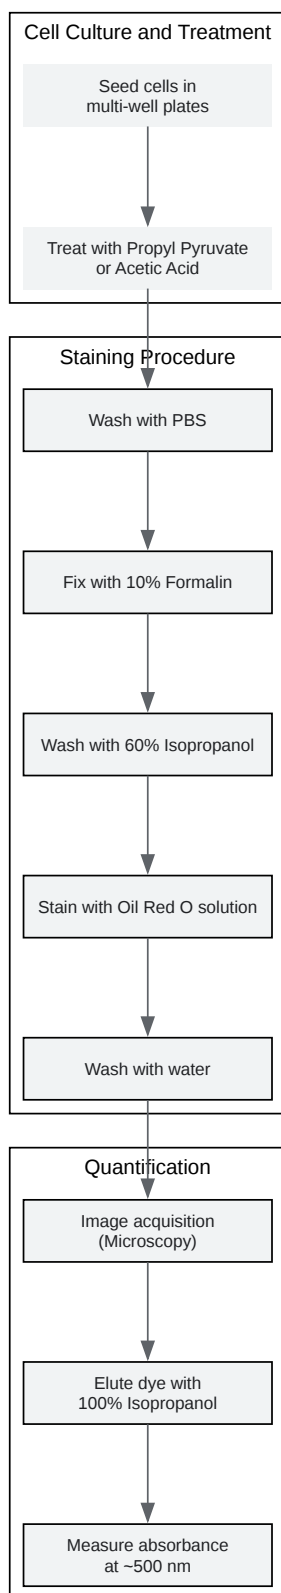 Cell Culture and Treatment
Seed cells in
multi-well plates
Treat with Propyl Pyruvate
or Acetic Acid
Staining Procedure
Wash with PBS
Fix with 10% Formalin
Wash with 60% Isopropanol
Stain with Oil Red O solution
Wash with water
Quantification
Image acquisition
(Microscopy)
Elute dye with
100% Isopropanol
Measure absorbance
at ~500 nm